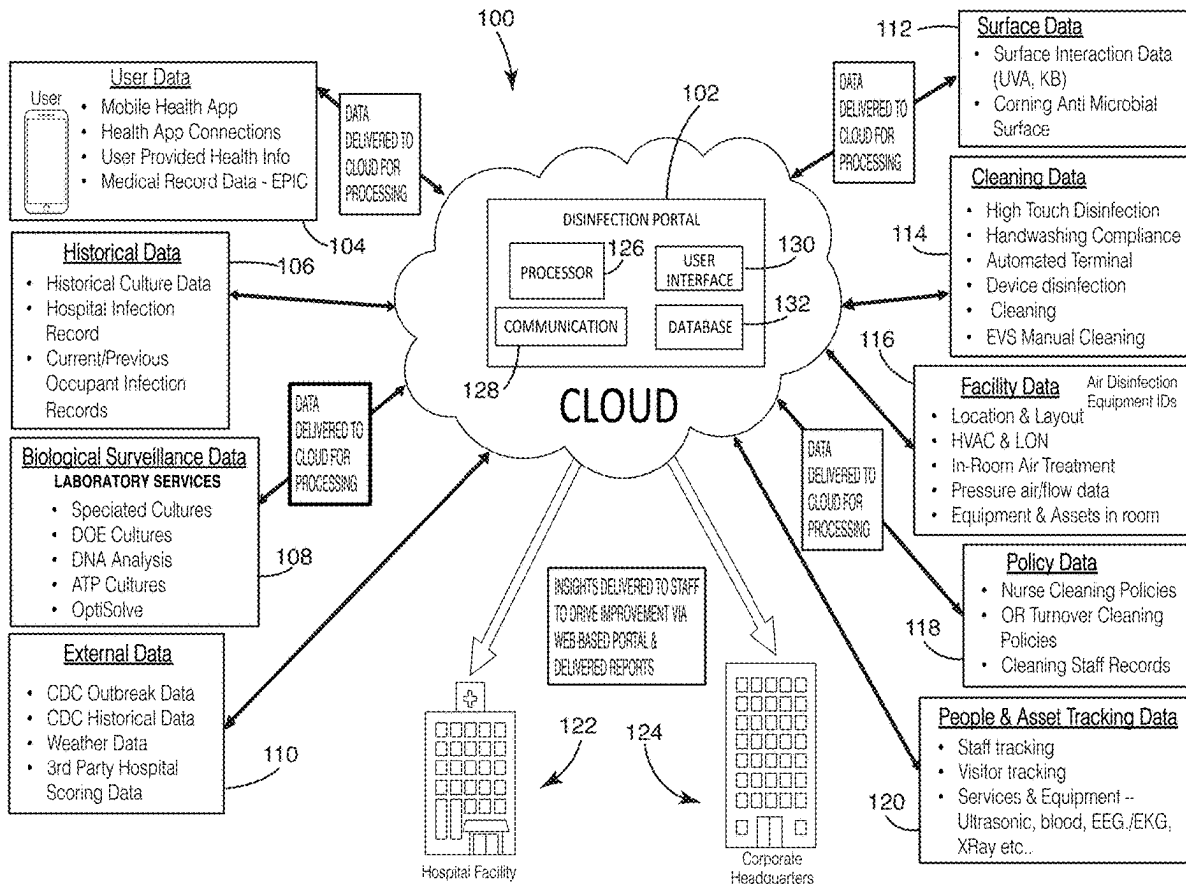 100
User Data
User
• Mobile Health App
• Health App Connections
• User Provided Health Info
• Medical Record Data - EPIC
104
DATA
DELIVERED TO
CLOUD FOR
PROCESSING
Historical Data
106
• Historical Culture Data
• Hospital Infection
Record
• Current/Previous
Occupant Infection
Records
Biological Surveillance Data
LABORATORY SERVICES
• Speciated Cultures
• DOE Cultures
• DNA Analysis
• ATP Cultures
• OptiSolve
108
DATA
DELIVERED TO
CLOUD FOR
PROCESSING
External Data
• CDC Outbreak Data
• CDC Historical Data
• Weather Data
• 3rd Party Hospital
Scoring Data
110
102
DISINFECTION PORTAL
PROCESSOR
126
USER
INTERFACE
130
COMMUNICATION
128
DATABASE
132
CLOUD
INSIGHTS DELIVERED TO STAFF
TO DRIVE IMPROVEMENT VIA
WEB-BASED PORTAL &
DELIVERED REPORTS
122
Hospital Facility
124
Corporate
Headquarters
DATA
DELIVERED TO
CLOUD FOR
PROCESSING
112
Surface Data
• Surface Interaction Data
(UVA, KB)
• Corning Anti Microbial
Surface
114
Cleaning Data
• High Touch Disinfection
• Handwashing Compliance
• Automated Terminal
• Device disinfection
• Cleaning
• EVS Manual Cleaning
116
Facility Data
Air Disinfection
Equipment IDs
• Location & Layout
• HVAC & LON
• In-Room Air Treatment
• Pressure air/flow data
• Equipment & Assets in room
DATA
DELIVERED TO
CLOUD FOR
PROCESSING
Policy Data
• Nurse Cleaning Policies
• OR Turnover Cleaning
Policies
• Cleaning Staff Records
118
People & Asset Tracking Data
• Staff tracking
• Visitor tracking
• Services & Equipment --
Ultrasonic, blood, EEG./EKG,
XRay etc..
120